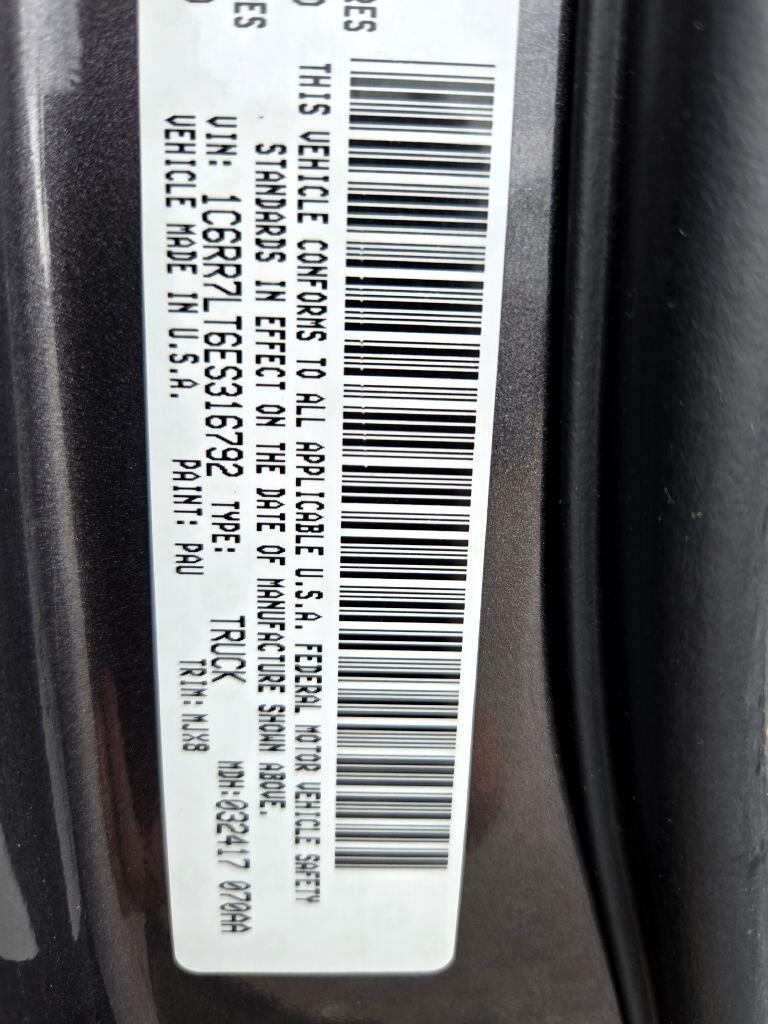 THIS VEHICLE CONFORMS TO ALL APPLICABLE U.S.A. FEDERAL MOTOR VEHICLE SAFETY
STANDARDS IN EFFECT ON THE DATE OF MANUFACTURE SHOWN ABOVE.
VIN: 1C6RR7LT6ES316792 TYPE: TRUCK MDH:032417 070AA
VEHICLE MADE IN U.S.A. PAINT: PAU TRIM:MJX8